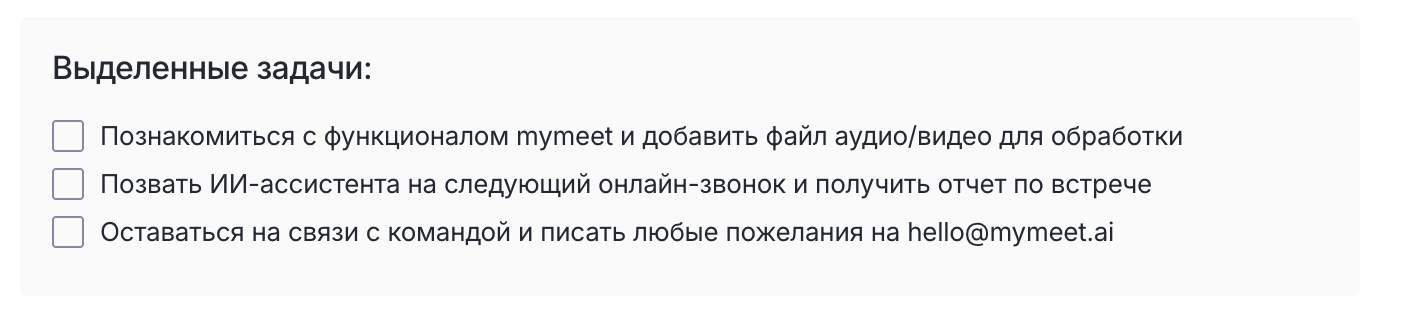 Выделенные задачи:
Познакомиться с функционалом mymeet и добавить файл аудио/видео для обработки
Позвать ИИ-ассистента на следующий онлайн-звонок и получить отчет по встрече
Оставаться на связи с командой и писать любые пожелания на hello@mymeet.ai